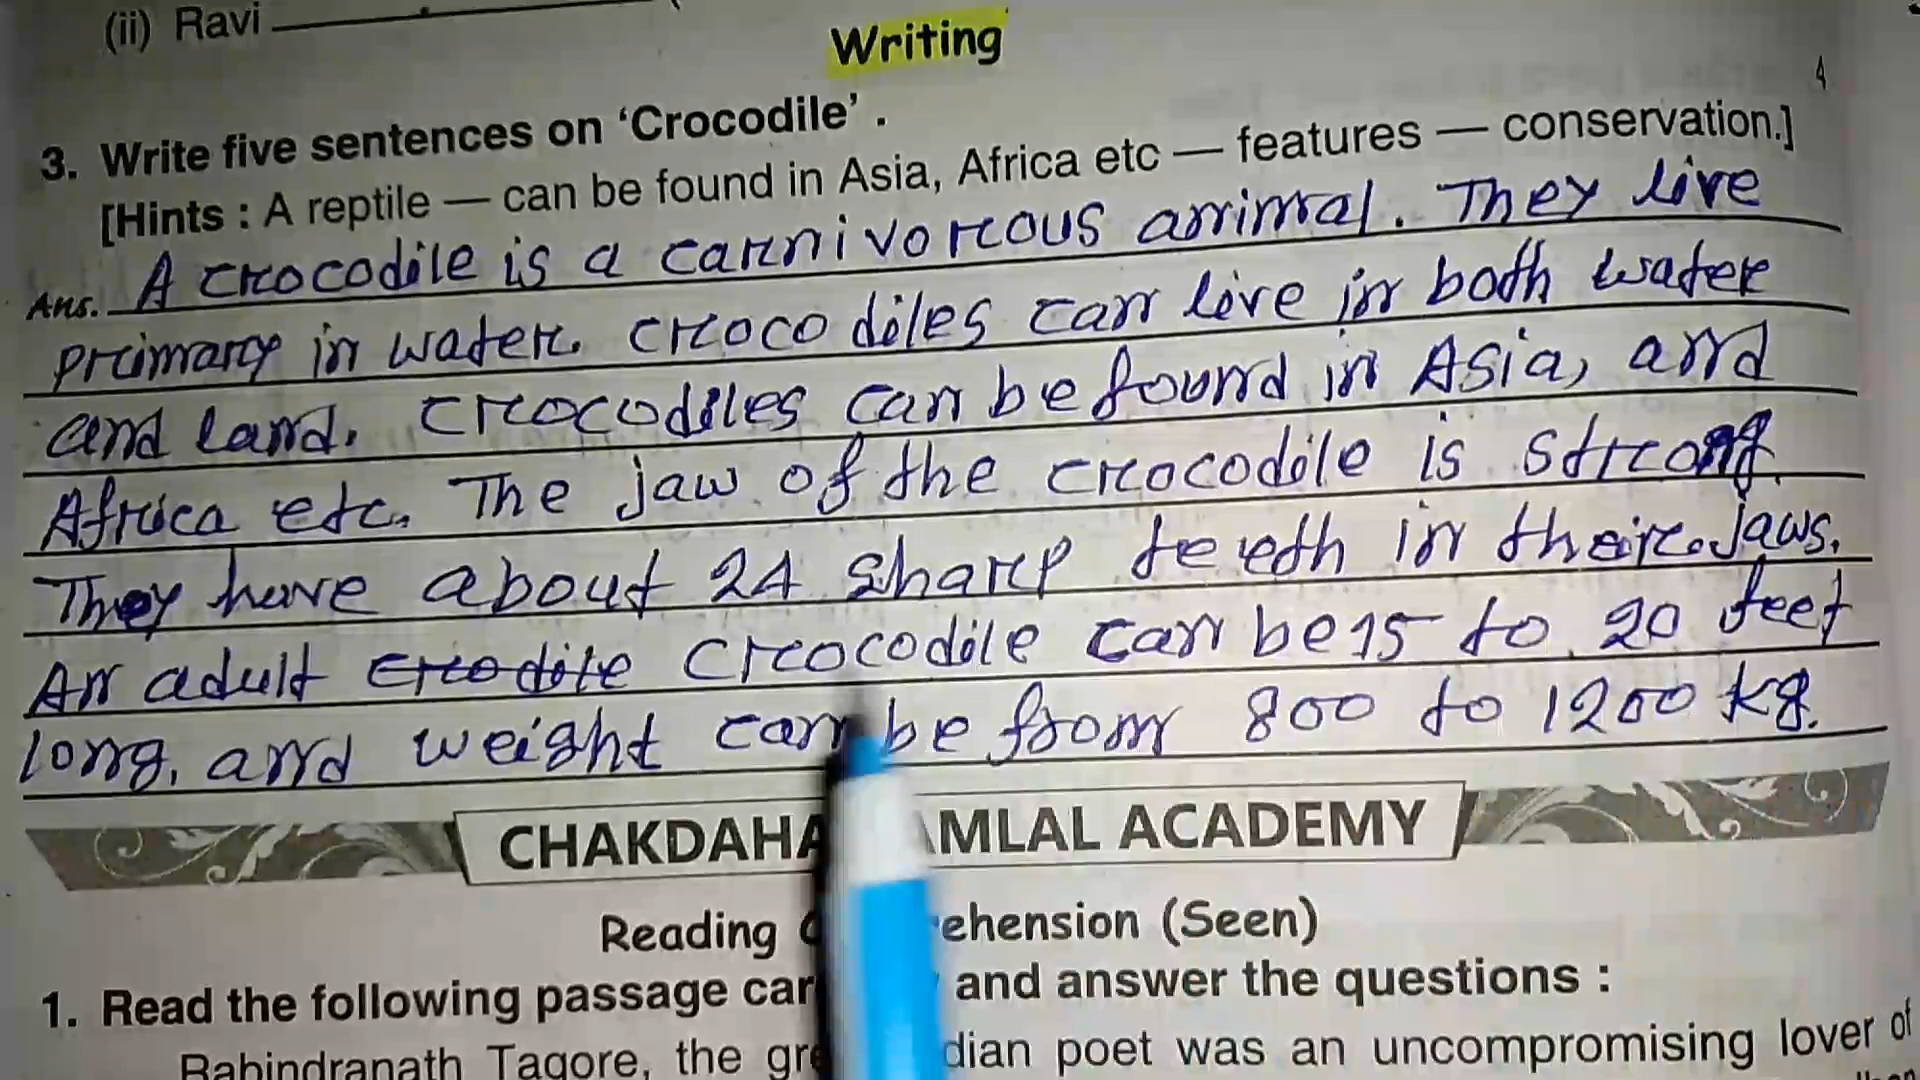 (ii) Ravi
Writing
4
3. Write five sentences on 'Crocodile'.
[Hints : A reptile — can be found in Asia, Africa etc — features — conservation.]
Ans. A crocodile is a carnivorous animal. They live
primary in water. crocodiles can live in both water
and land. crocodiles can be found in Asia, and
Africa etc. The jaw of the crocodile is strong.
They have about 24 sharp teeth in their Jaws.
An adult crodile crocodile can be 15 to 20 feet
long, and weight can be from 800 to 1200 kg.
CHAKDAHA AMLAL ACADEMY
Reading ehension (Seen)
1. Read the following passage and answer the questions :
Rabindranath Tagore, the poet was an uncompromising lover of